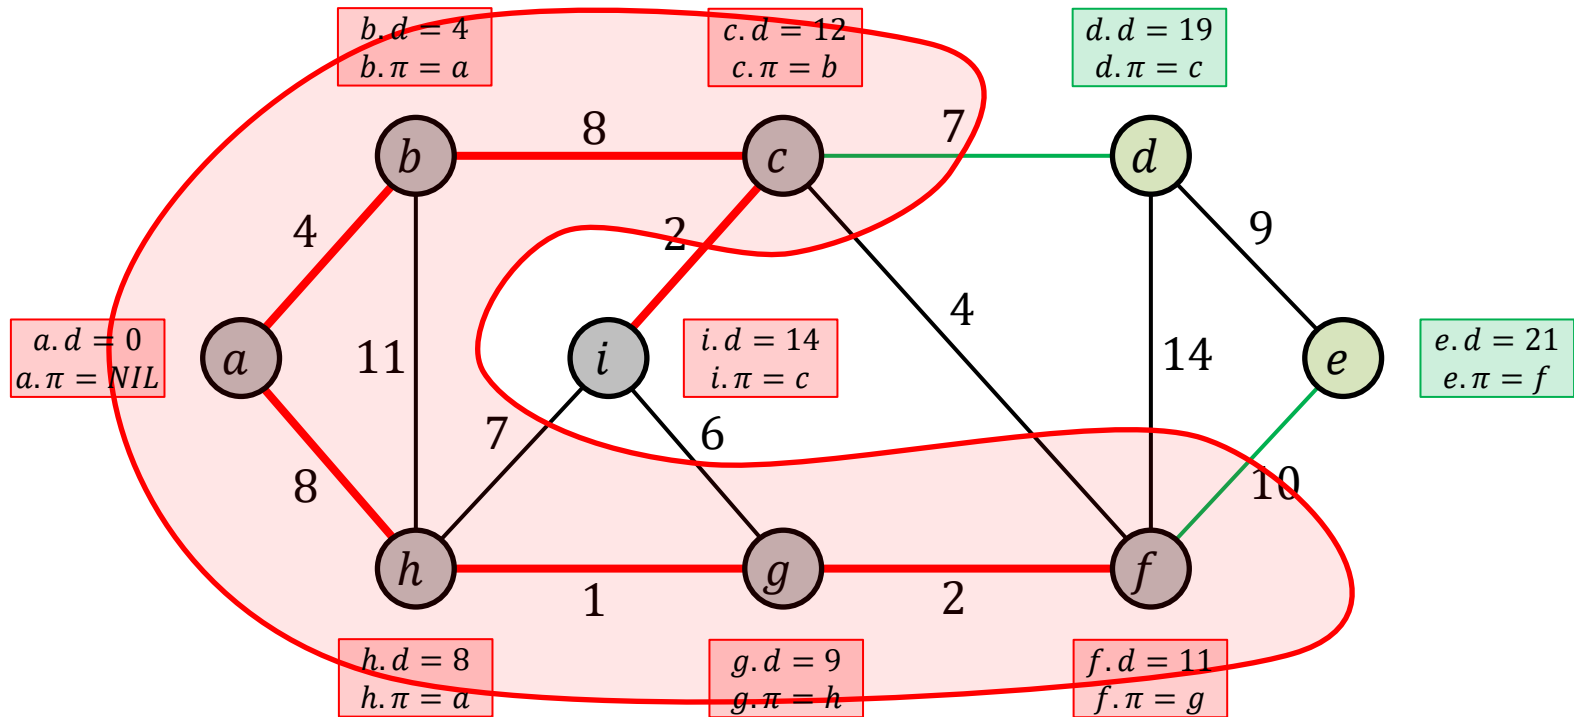 b.d = 4
b.π = a
c.d = 12
c.π = b
d.d = 19
d.π = c
8
7
b
c
d
4
2
9
4
a.d = 0
a.π = NIL
a
11
i
i.d = 14
i.π = c
14
e
e.d = 21
e.π = f
7
6
8
10
h
g
f
1
2
h.d = 8
h.π = a
g.d = 9
g.π = h
f.d = 11
f.π = g